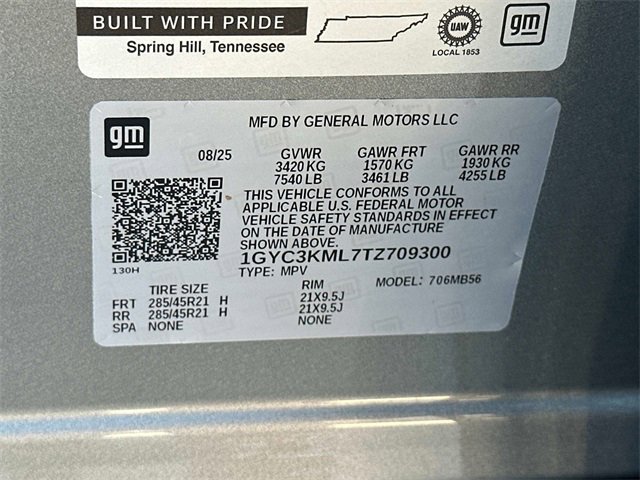 BUILT WITH PRIDE
Spring Hill, Tennessee
UAW
LOCAL 1853
gm
gm
MFD BY GENERAL MOTORS LLC
08/25 GVWR GAWR FRT GAWR RR
3420 KG 1570 KG 1930 KG
7540 LB 3461 LB 4255 LB
THIS VEHICLE CONFORMS TO ALL
APPLICABLE U.S. FEDERAL MOTOR
VEHICLE SAFETY STANDARDS IN EFFECT
ON THE DATE OF MANUFACTURE
SHOWN ABOVE.
1GYC3KML7TZ709300
130H
TYPE: MPV MODEL: 706MB56
TIRE SIZE RIM
FRT 285/45R21 H 21X9.5J
RR 285/45R21 H 21X9.5J
SPA NONE NONE